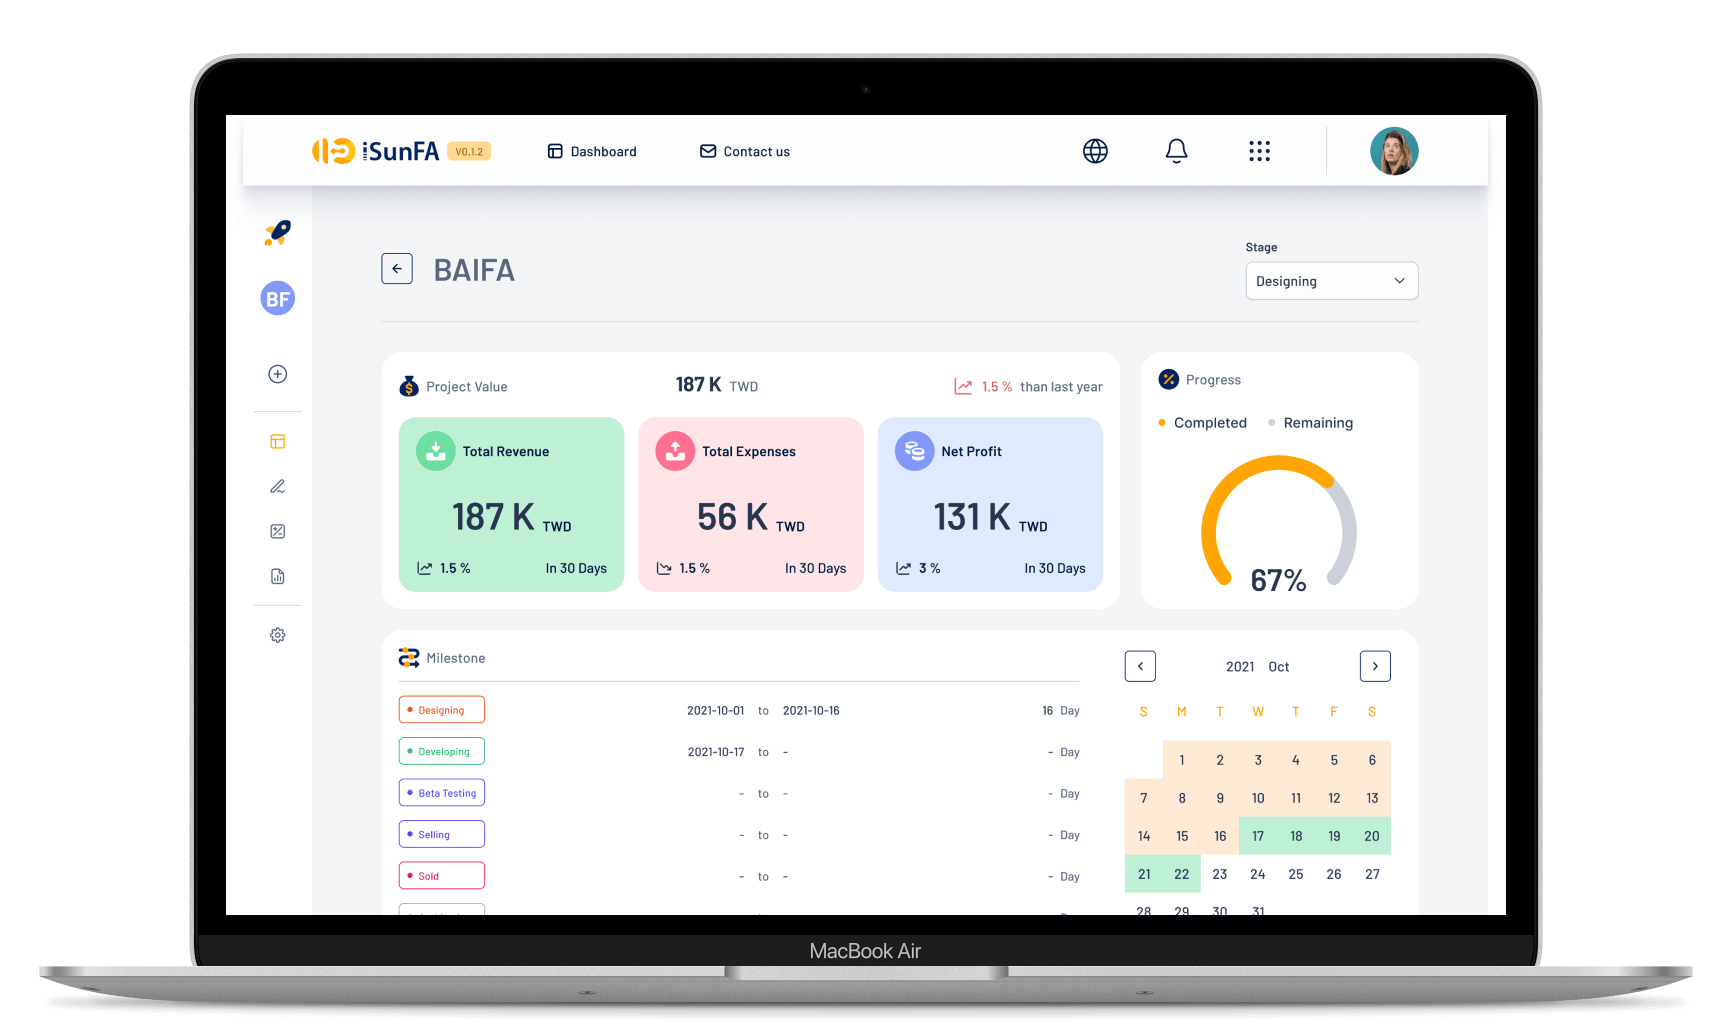 iSunFA V0.1.2 Dashboard Contact us
BF
BAIFA
Stage
Designing
Project Value 187 K TWD 1.5 % than last year
Total Revenue
187 K TWD
1.5 % In 30 Days
Total Expenses
56 K TWD
1.5 % In 30 Days
Net Profit
131 K TWD
3 % In 30 Days
Progress
Completed Remaining
67%
Milestone
Designing 2021-10-01 to 2021-10-16 16 Day
Developing 2021-10-17 to - - Day
Beta Testing - to - - Day
Selling - to - - Day
Sold - to - - Day
2021 Oct
S M T W T F S
1 2 3 4 5 6
7 8 9 10 11 12 13
14 15 16 17 18 19 20
21 22 23 24 25 26 27
28 29 30 31
MacBook Air